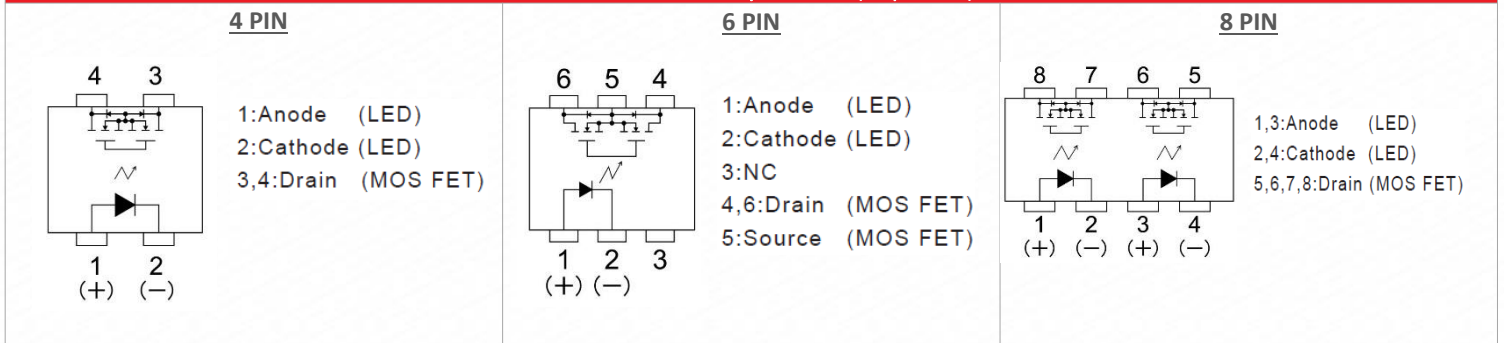 4 PIN
4 3
1:Anode (LED)
2:Cathode (LED)
3,4:Drain (MOS FET)
1 2
(+) (−)
6 PIN
6 5 4
1:Anode (LED)
2:Cathode (LED)
3:NC
4,6:Drain (MOS FET)
5:Source (MOS FET)
1 2 3
(+) (−)
8 PIN
8 7 6 5
1,3:Anode (LED)
2,4:Cathode (LED)
5,6,7,8:Drain (MOS FET)
1 2 3 4
(+) (−) (+) (−)